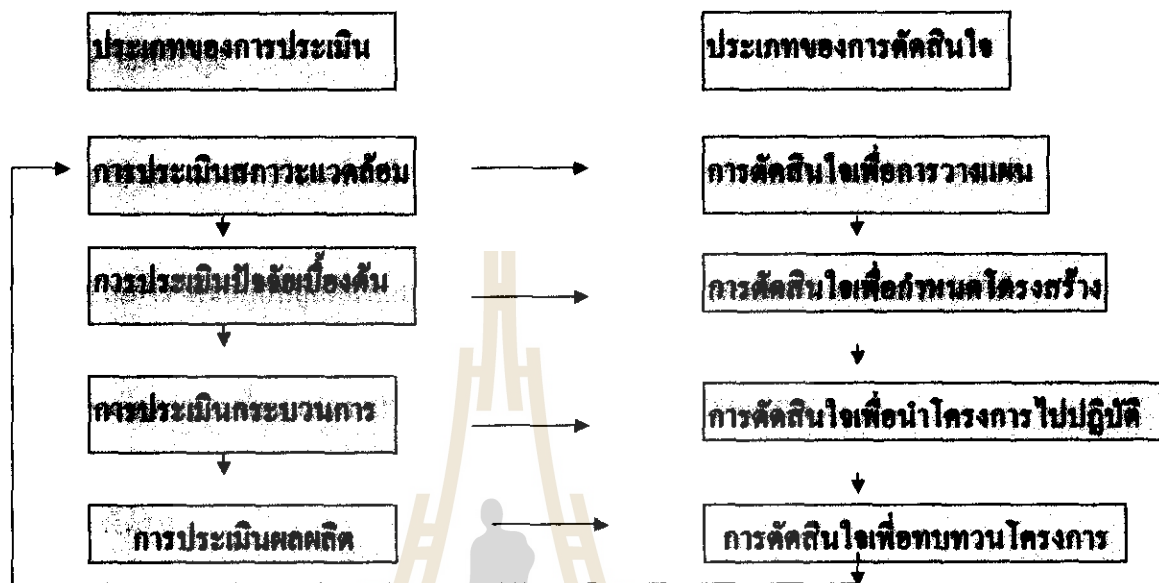 ประเภทของการประเมิน
ประเภทของการตัดสินใจ
การประเมินสภาวะแวดล้อม
การตัดสินใจเพื่อการวางแผน
การประเมินปัจจัยเบื้องต้น
การตัดสินใจเพื่อกำหนดโครงสร้าง
การประเมินกระบวนการ
การตัดสินใจเพื่อนำโครงการไปปฏิบัติ
การประเมินผลผลิต
การตัดสินใจเพื่อทบทวนโครงการ